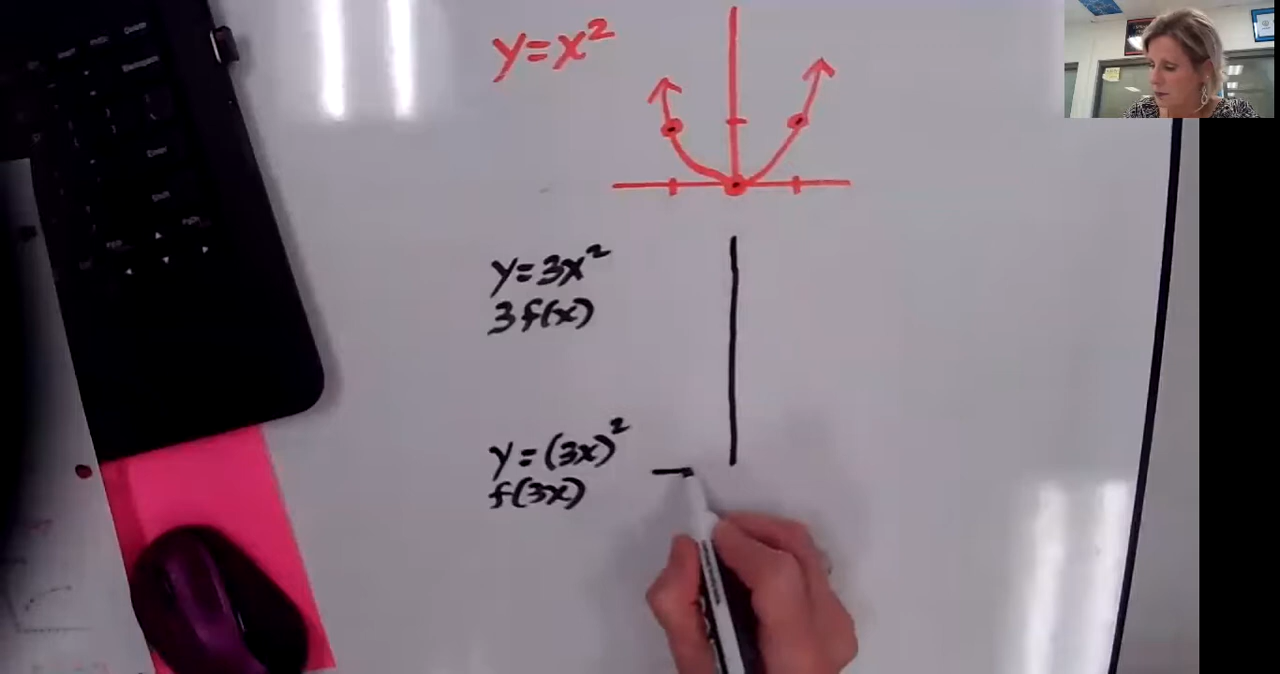 y=x²
y=3x²
3f(x)
y=(3x)²
f(3x)